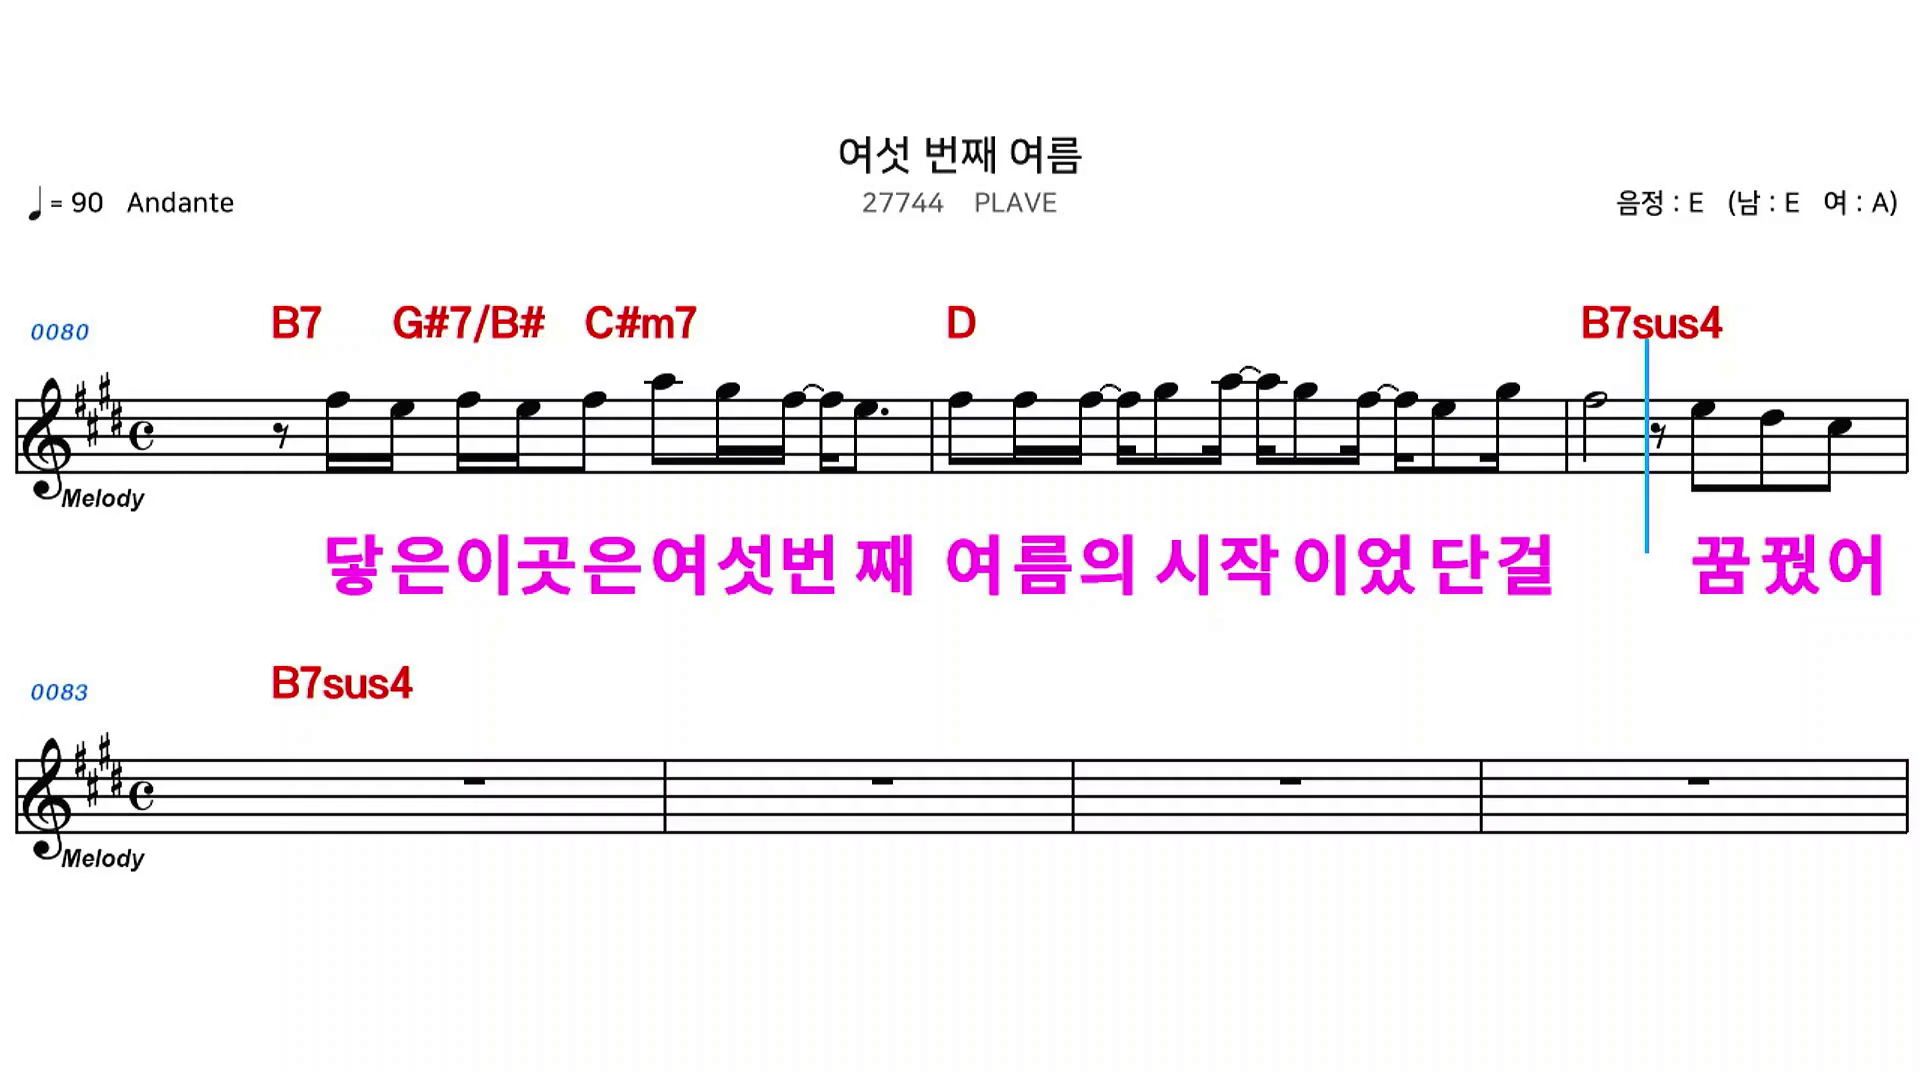 여섯 번째 여름
♩= 90 Andante
27744 PLAVE
음정 : E (남 : E 여 : A)
0080
B7 G#7/B# C#m7 D B7sus4
Melody
닿은이곳은여섯번째 여름의 시작이었단걸 꿈꿨어
0083
B7sus4
Melody